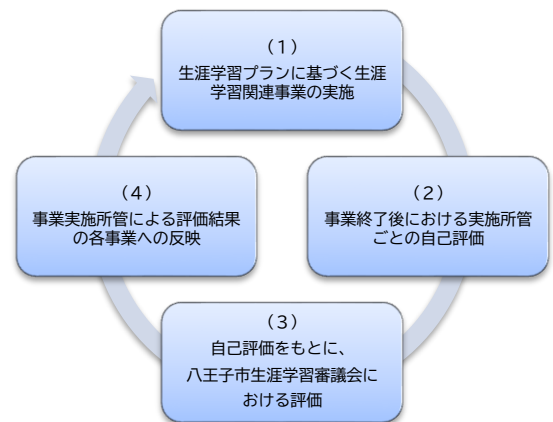 （１）
生涯学習プランに基づく生涯
学習関連事業の実施
（２）
事業終了後における実施所管
ごとの自己評価
（３）
自己評価をもとに、
八王子市生涯学習審議会に
おける評価
（４）
事業実施所管による評価結果
の各事業への反映